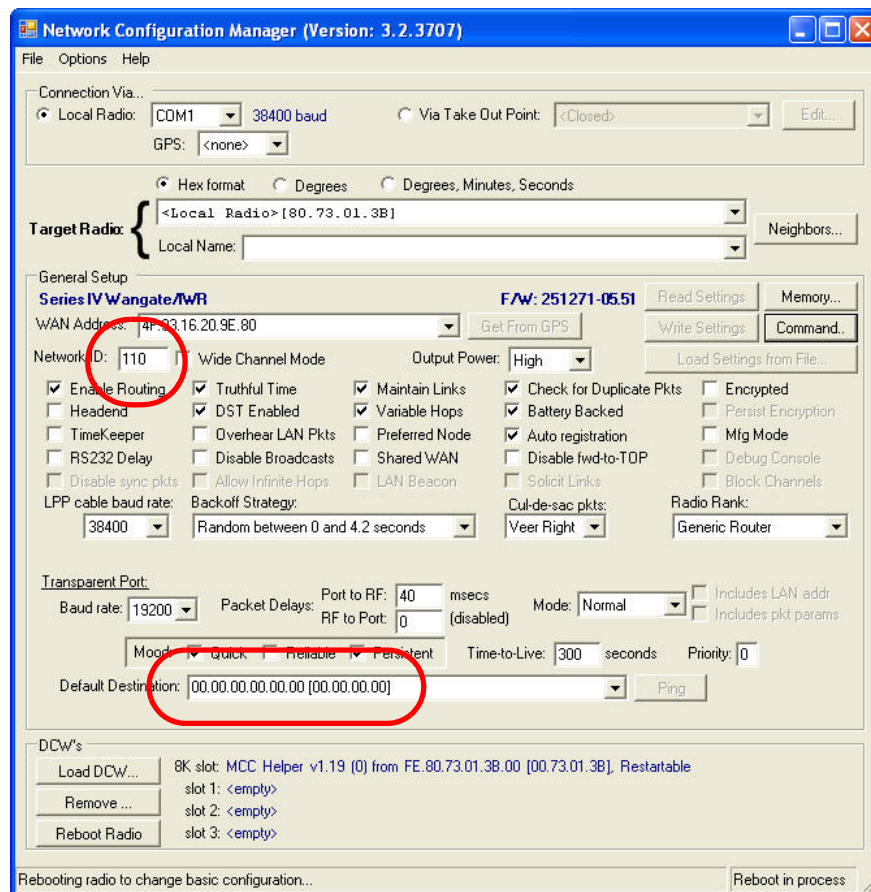 Network Configuration Manager (Version: 3.2.3707)
File Options Help
Connection Via...
Local Radio: COM1 38400 baud Via Take Out Point: <Closed> Edit...
GPS: <none>
Hex format Degrees Degrees, Minutes, Seconds
Target Radio: <Local Radio>[80.73.01.3B]
Neighbors...
Local Name:
General Setup
Series IV Wangate/IWR F/W: 251271-05.51 Read Settings Memory...
WAN Address: 4F.93.16.20.9E.80 Get From GPS Write Settings Command..
Network ID: 110 Wide Channel Mode Output Power: High Load Settings from File...
Enable Routing Truthful Time Maintain Links Check for Duplicate Pkts Encrypted
Headend DST Enabled Variable Hops Battery Backed Persist Encryption
TimeKeeper Overhear LAN Pkts Preferred Node Auto registration Mfg Mode
RS232 Delay Disable Broadcasts Shared WAN Disable fwd-to-TOP Debug Console
Disable sync pkts Allow Infinite Hops LAN Beacon Solicit Links Block Channels
LPP cable baud rate: Backoff Strategy: Cul-de-sac pkts: Radio Rank:
38400 Random between 0 and 4.2 seconds Veer Right Generic Router
Transparent Port:
Baud rate: 19200 Packet Delays: Port to RF: 40 msecs Mode: Normal Includes LAN addr
RF to Port: 0 (disabled) Includes pkt params
Mood: Quick Reliable Persistent Time-to-Live: 300 seconds Priority: 0
Default Destination: 00.00.00.00.00.00 [00.00.00.00] Ping
DCW's
Load DCW... 8K slot: MCC Helper v1.19 (0) from FE.80.73.01.3B.00 [00.73.01.3B], Restartable
slot 1: <empty>
Remove ... slot 2: <empty>
Reboot Radio slot 3: <empty>
Rebooting radio to change basic configuration... Reboot in process